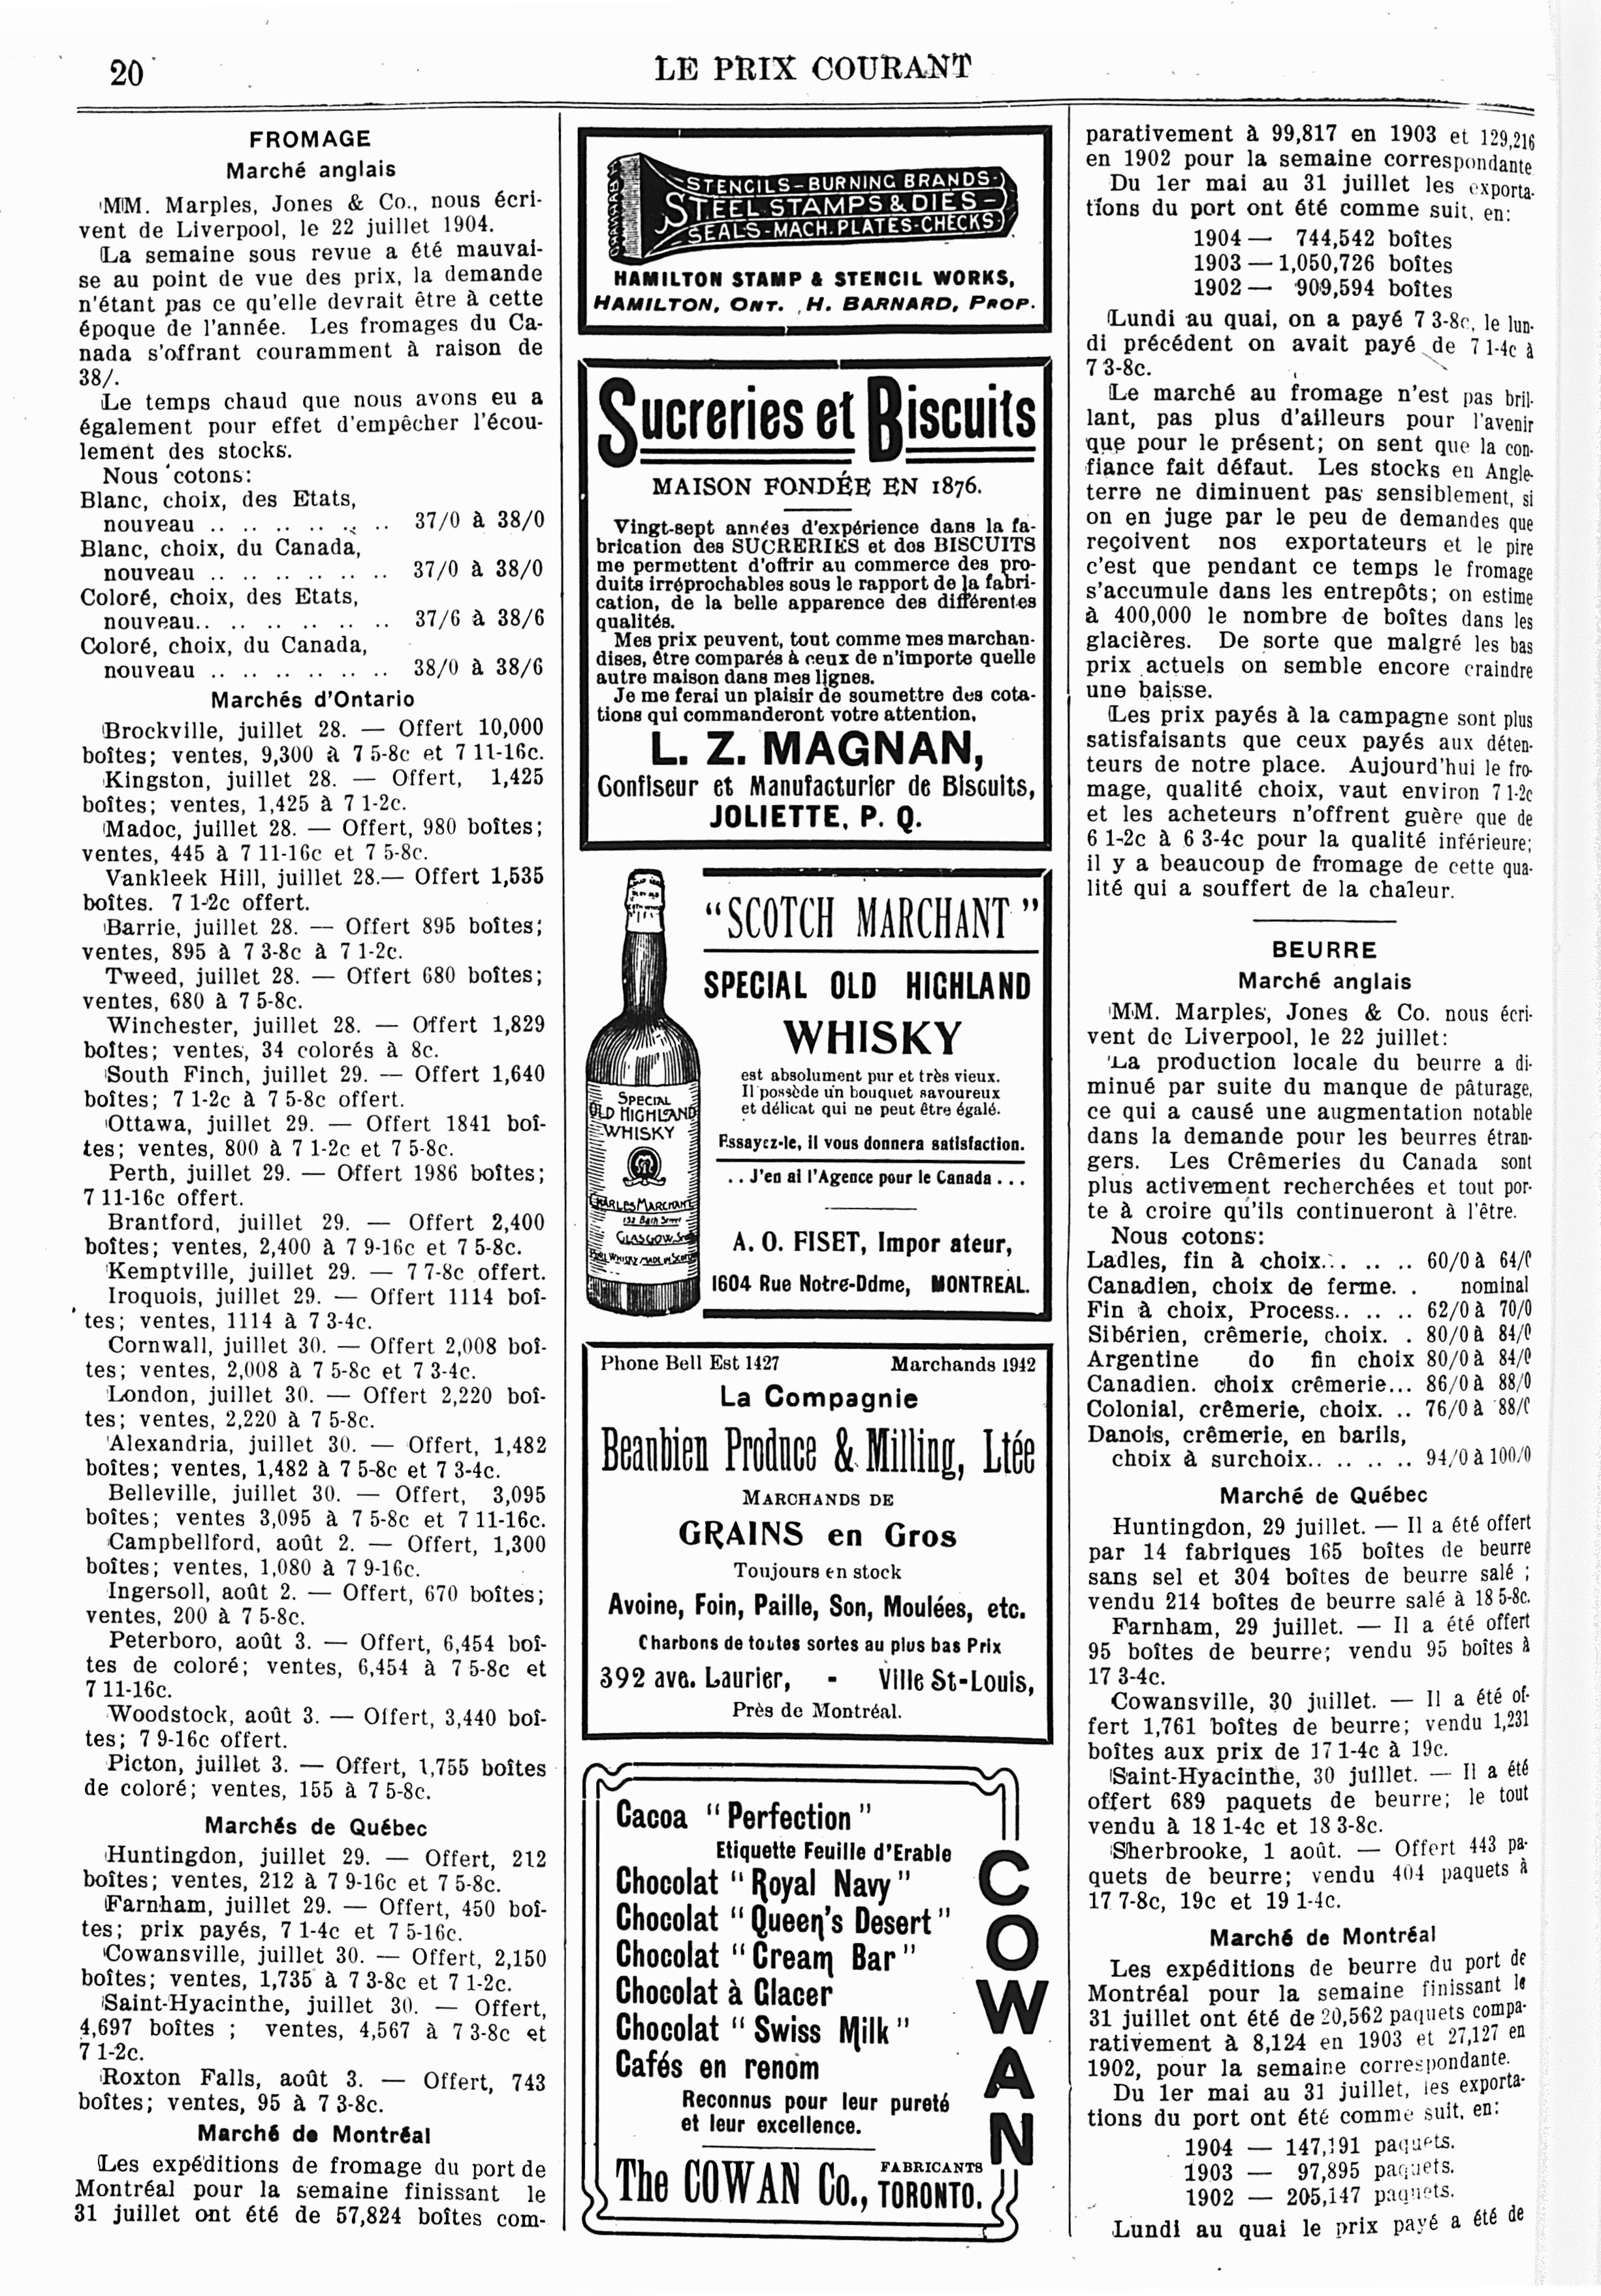 20
LE PRIX COURANT
FROMAGE
Marché anglais
MM. Marples, Jones & Co., nous écri-
vent de Liverpool, le 22 juillet 1904.
La semaine sous revue a été mauvai-
se au point de vue des prix, la demande
n'étant pas ce qu'elle devrait être à cette
époque de l'année. Les fromages du Ca-
nada s'offrant couramment à raison de
38/.
Le temps chaud que nous avons eu a
également pour effet d'empêcher l'écou-
lement des stocks.
Nous cotons:
Blanc, choix, des Etats,
nouveau .. .. .. .. .. .. 37/0 à 38/0
Blanc, choix, du Canada,
nouveau .. .. .. .. .. .. 37/0 à 38/0
Coloré, choix, des Etats,
nouveau.. .. .. .. .. .. .. 37/6 à 38/6
Coloré, choix, du Canada,
nouveau .. .. .. .. .. .. 38/0 à 38/6
Marchés d'Ontario
Brockville, juillet 28. — Offert 10,000
boîtes; ventes, 9,300 à 7 5-8c et 7 11-16c.
Kingston, juillet 28. — Offert, 1,425
boîtes; ventes, 1,425 à 7 1-2c.
Madoc, juillet 28. — Offert, 980 boîtes;
ventes, 445 à 7 11-16c et 7 5-8c.
Vankleek Hill, juillet 28.— Offert 1,535
boîtes. 7 1-2c offert.
Barrie, juillet 28. — Offert 895 boîtes;
ventes, 895 à 7 3-8c à 7 1-2c.
Tweed, juillet 28. — Offert 680 boîtes;
ventes, 680 à 7 5-8c.
Winchester, juillet 28. — Offert 1,829
boîtes; ventes, 34 colorés à 8c.
South Finch, juillet 29. — Offert 1,640
boîtes; 7 1-2c à 7 5-8c offert.
Ottawa, juillet 29. — Offert 1841 boî-
tes; ventes, 800 à 7 1-2c et 7 5-8c.
Perth, juillet 29. — Offert 1986 boîtes;
7 11-16c offert.
Brantford, juillet 29. — Offert 2,400
boîtes; ventes, 2,400 à 7 9-16c et 7 5-8c.
Kemptville, juillet 29. — 7 7-8c offert.
Iroquois, juillet 29. — Offert 1114 boî-
tes; ventes, 1114 à 7 3-4c.
Cornwall, juillet 30. — Offert 2,008 boî-
tes; ventes, 2,008 à 7 5-8c et 7 3-4c.
London, juillet 30. — Offert 2,220 boî-
tes; ventes, 2,220 à 7 5-8c.
Alexandria, juillet 30. — Offert, 1,482
boîtes; ventes, 1,482 à 7 5-8c et 7 3-4c.
Belleville, juillet 30. — Offert, 3,095
boîtes; ventes 3,095 à 7 5-8c et 7 11-16c.
Campbellford, août 2. — Offert, 1,300
boîtes; ventes, 1,080 à 7 9-16c.
Ingersoll, août 2. — Offert, 670 boîtes;
ventes, 200 à 7 5-8c.
Peterboro, août 3. — Offert, 6,454 boî-
tes de coloré; ventes, 6,454 à 7 5-8c et
7 11-16c.
Woodstock, août 3. — Offert, 3,440 boî-
tes; 7 9-16c offert.
Picton, juillet 3. — Offert, 1,755 boîtes
de coloré; ventes, 155 à 7 5-8c.
Marchés de Québec
Huntingdon, juillet 29. — Offert, 212
boîtes; ventes, 212 à 7 9-16c et 7 5-8c.
Farnham, juillet 29. — Offert, 450 boî-
tes; prix payés, 7 1-4c et 7 5-16c.
Cowansville, juillet 30. — Offert, 2,150
boîtes; ventes, 1,735 à 7 3-8c et 7 1-2c.
Saint-Hyacinthe, juillet 30. — Offert,
4,697 boîtes ; ventes, 4,567 à 7 3-8c et
7 1-2c.
Roxton Falls, août 3. — Offert, 743
boîtes; ventes, 95 à 7 3-8c.
Marché de Montréal
Les expéditions de fromage du port de
Montréal pour la semaine finissant le
31 juillet ont été de 57,824 boîtes com-
STENCILS-BURNING BRANDS-
STEEL STAMPS & DIES-
SEALS-MACH. PLATES-CHECKS
HAMILTON STAMP & STENCIL WORKS,
HAMILTON, ONT. H. BARNARD, PROP.
Sucreries et Biscuits
MAISON FONDÉE EN 1876.
Vingt-sept années d'expérience dans la fa-
brication des SUCRERIES et dos BISCUITS
me permettent d'offrir au commerce des pro-
duits irréprochables sous le rapport de la fabri-
cation, de la belle apparence des différentes
qualités.
Mes prix peuvent, tout comme mes marchan-
dises, être comparés à ceux de n'importe quelle
autre maison dans mes lignes.
Je me ferai un plaisir de soumettre des cota-
tions qui commanderont votre attention.
L. Z. MAGNAN,
Confiseur et Manufacturier de Biscuits,
JOLIETTE, P. Q.
"SCOTCH MARCHANT"
SPECIAL OLD HIGHLAND
WHISKY
est absolument pur et très vieux.
Il possède un bouquet savoureux
et délicat qui ne peut être égalé.
Essayez-le, il vous donnera satisfaction.
. . J'en ai l'Agence pour le Canada . . .
A. O. FISET, Impor ateur,
1604 Rue Notre-Ddme, MONTREAL.
SPECIAL
OLD HIGHLAND
WHISKY
CHARLES MARCHANT
132 Bath Street
GLASGOW
Phone Bell Est 1427 Marchands 1942
La Compagnie
Beaubien Produce & Milling, Ltée
MARCHANDS DE
GRAINS en Gros
Toujours en stock
Avoine, Foin, Paille, Son, Moulées, etc.
Charbons de toutes sortes au plus bas Prix
392 ave. Laurier, - Ville St-Louis,
Près de Montréal.
Cacoa "Perfection"
Etiquette Feuille d'Erable
Chocolat "Royal Navy"
Chocolat "Queen's Desert"
Chocolat "Cream Bar"
Chocolat à Glacer
Chocolat "Swiss Milk"
Cafés en renom
Reconnus pour leur pureté
et leur excellence.
COWAN
The COWAN Co., FABRICANTS TORONTO.
parativement à 99,817 en 1903 et 129,216
en 1902 pour la semaine correspondante
Du 1er mai au 31 juillet les exporta-
tions du port ont été comme suit, en:
1904 — 744,542 boîtes
1903 — 1,050,726 boîtes
1902 — 909,594 boîtes
Lundi au quai, on a payé 7 3-8c, le lun-
di précédent on avait payé de 7 1-4c à
7 3-8c.
Le marché au fromage n'est pas bril-
lant, pas plus d'ailleurs pour l'avenir
que pour le présent; on sent que la con-
fiance fait défaut. Les stocks en Angle-
terre ne diminuent pas sensiblement, si
on en juge par le peu de demandes que
reçoivent nos exportateurs et le pire
c'est que pendant ce temps le fromage
s'accumule dans les entrepôts; on estime
à 400,000 le nombre de boîtes dans les
glacières. De sorte que malgré les bas
prix actuels on semble encore craindre
une baisse.
Les prix payés à la campagne sont plus
satisfaisants que ceux payés aux déten-
teurs de notre place. Aujourd'hui le fro-
mage, qualité choix, vaut environ 7 1-2c
et les acheteurs n'offrent guère que de
6 1-2c à 6 3-4c pour la qualité inférieure;
il y a beaucoup de fromage de cette qua-
lité qui a souffert de la chaleur.
BEURRE
Marché anglais
MM. Marples, Jones & Co. nous écri-
vent de Liverpool, le 22 juillet:
La production locale du beurre a di-
minué par suite du manque de pâturage,
ce qui a causé une augmentation notable
dans la demande pour les beurres étran-
gers. Les Crêmeries du Canada sont
plus activement recherchées et tout por-
te à croire qu'ils continueront à l'être.
Nous cotons:
Ladles, fin à choix.. .. .. .. 60/0 à 64/0
Canadien, choix de ferme. . nominal
Fin à choix, Process.. .. .. 62/0 à 70/0
Sibérien, crêmerie, choix. . 80/0 à 84/0
Argentine do fin choix 80/0 à 84/0
Canadien. choix crêmerie... 86/0 à 88/0
Colonial, crêmerie, choix. .. 76/0 à 88/0
Danois, crêmerie, en barils,
choix à surchoix.. .. .. .. 94/0 à 100/0
Marché de Québec
Huntingdon, 29 juillet. — Il a été offert
par 14 fabriques 165 boîtes de beurre
sans sel et 304 boîtes de beurre salé ;
vendu 214 boîtes de beurre salé à 18 5-8c.
Farnham, 29 juillet. — Il a été offert
95 boîtes de beurre; vendu 95 boîtes à
17 3-4c.
Cowansville, 30 juillet. — Il a été of-
fert 1,761 boîtes de beurre; vendu 1,231
boîtes aux prix de 17 1-4c à 19c.
Saint-Hyacinthe, 30 juillet. — Il a été
offert 689 paquets de beurre; le tout
vendu à 18 1-4c et 18 3-8c.
Sherbrooke, 1 août. — Offert 443 pa-
quets de beurre; vendu 404 paquets à
17 7-8c, 19c et 19 1-4c.
Marché de Montréal
Les expéditions de beurre du port de
Montréal pour la semaine finissant le
31 juillet ont été de 20,562 paquets compa-
rativement à 8,124 en 1903 et 27,127 en
1902, pour la semaine correspondante.
Du 1er mai au 31 juillet, les exporta-
tions du port ont été comme suit, en:
1904 — 147,191 paquets.
1903 — 97,895 paquets.
1902 — 205,147 paquets.
Lundi au quai le prix payé a été de